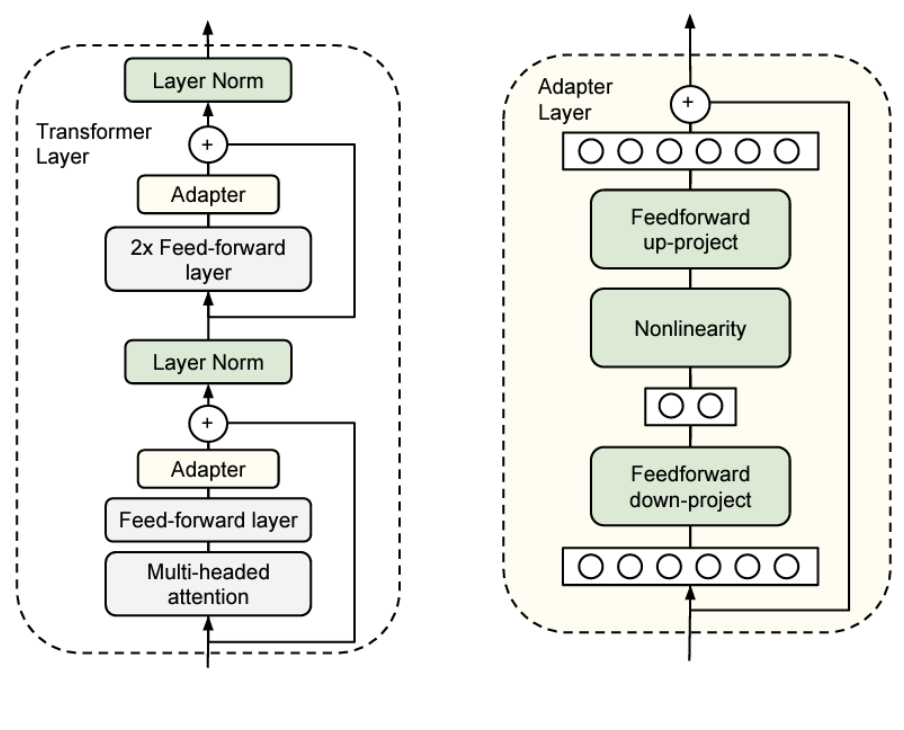 Layer Norm
Transformer
Layer
+
Adapter
2x Feed-forward
layer
Layer Norm
+
Adapter
Feed-forward layer
Multi-headed
attention
Adapter
Layer
+
Feedforward
up-project
Nonlinearity
Feedforward
down-project